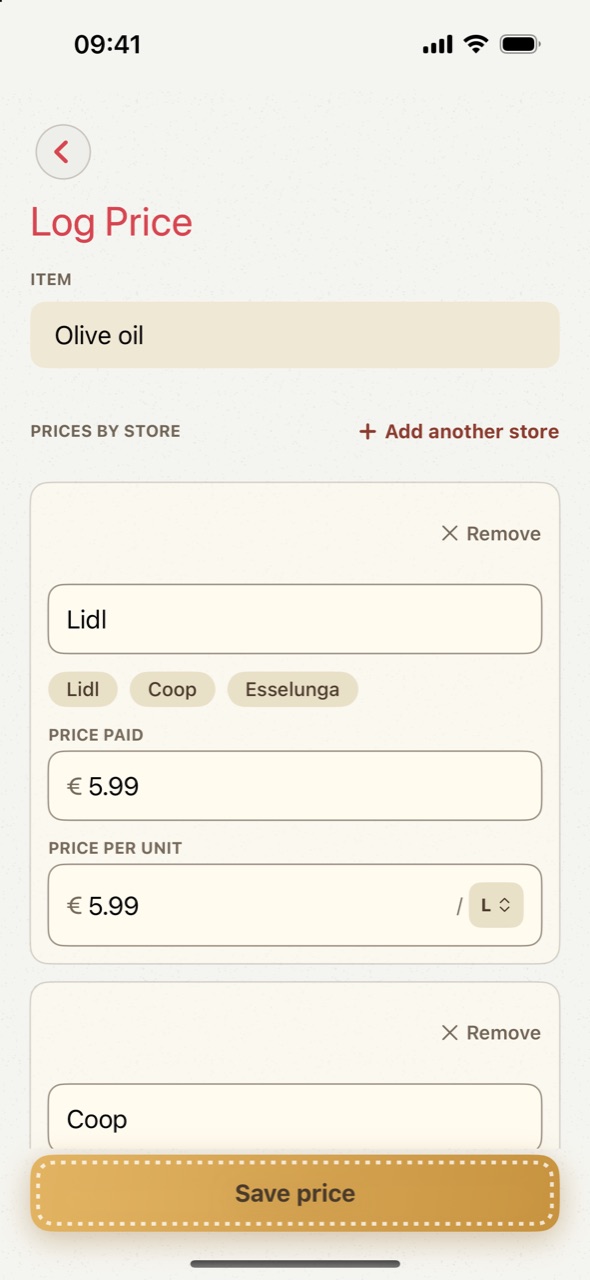 09:41
Log Price
ITEM
Olive oil
PRICES BY STORE
+ Add another store
Remove
Lidl
Lidl Coop Esselunga
PRICE PAID
€ 5.99
PRICE PER UNIT
€ 5.99 / L
Remove
Coop
Save price